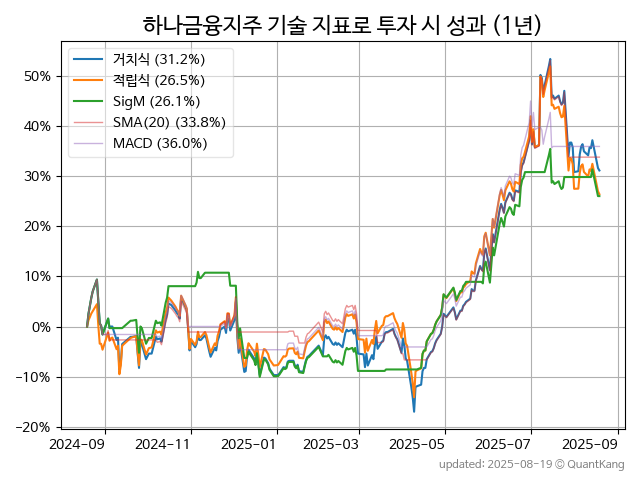 하나금융지주 기술 지표로 투자 시 성과 (1년)
거치식 (31.2%)
적립식 (26.5%)
SigM (26.1%)
SMA(20) (33.8%)
MACD (36.0%)
50%
40%
30%
20%
10%
0%
−10%
−20%
2024-09 2024-11 2025-01 2025-03 2025-05 2025-07 2025-09
updated: 2025-08-19 © QuantKang